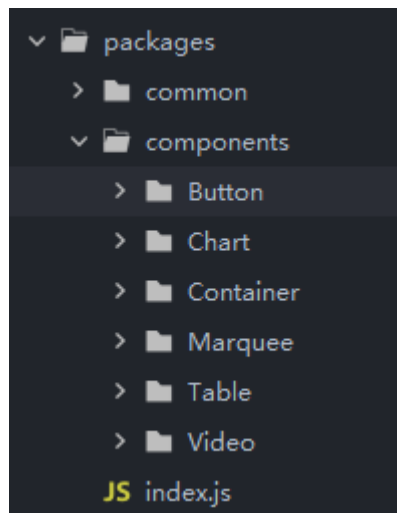 packages
common
components
Button
Chart
Container
Marquee
Table
Video
JS index.js